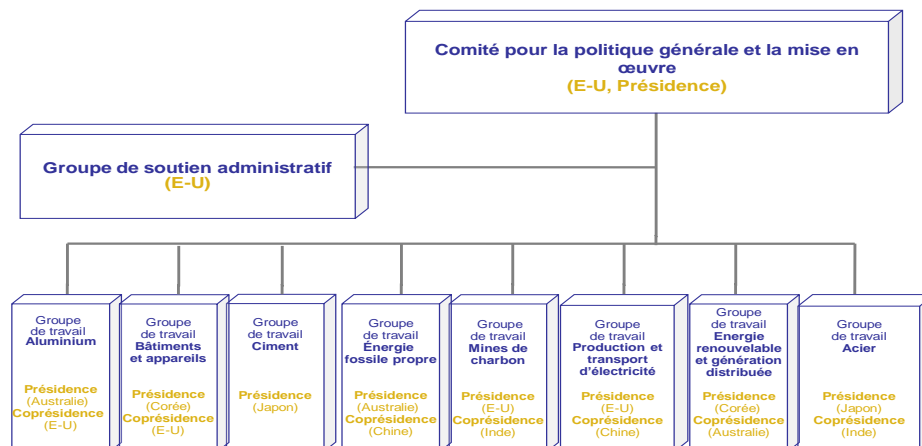 Comité pour la politique générale et la mise en
œuvre
(E-U, Présidence)
Groupe de soutien administratif
(E-U)
Groupe
de travail
Aluminium
Présidence
(Australie)
Coprésidence
(E-U)
Groupe
de travail
Bâtiments
et appareils
Présidence
(Corée)
Coprésidence
(E-U)
Groupe
de travail
Ciment
Présidence
(Japon)
Groupe
de travail
Énergie
fossile propre
Présidence
(Australie)
Coprésidence
(Chine)
Groupe
de travail
Mines de
charbon
Présidence
(E-U)
Coprésidence
(Inde)
Groupe
de travail
Production et
transport
d'électricité
Présidence
(E-U)
Coprésidence
(Chine)
Groupe
de travail
Energie
renouvelable
et génération
distribuée
Présidence
(Corée)
Coprésidence
(Australie)
Groupe
de travail
Acier
Présidence
(Japon)
Coprésidence
(Inde)